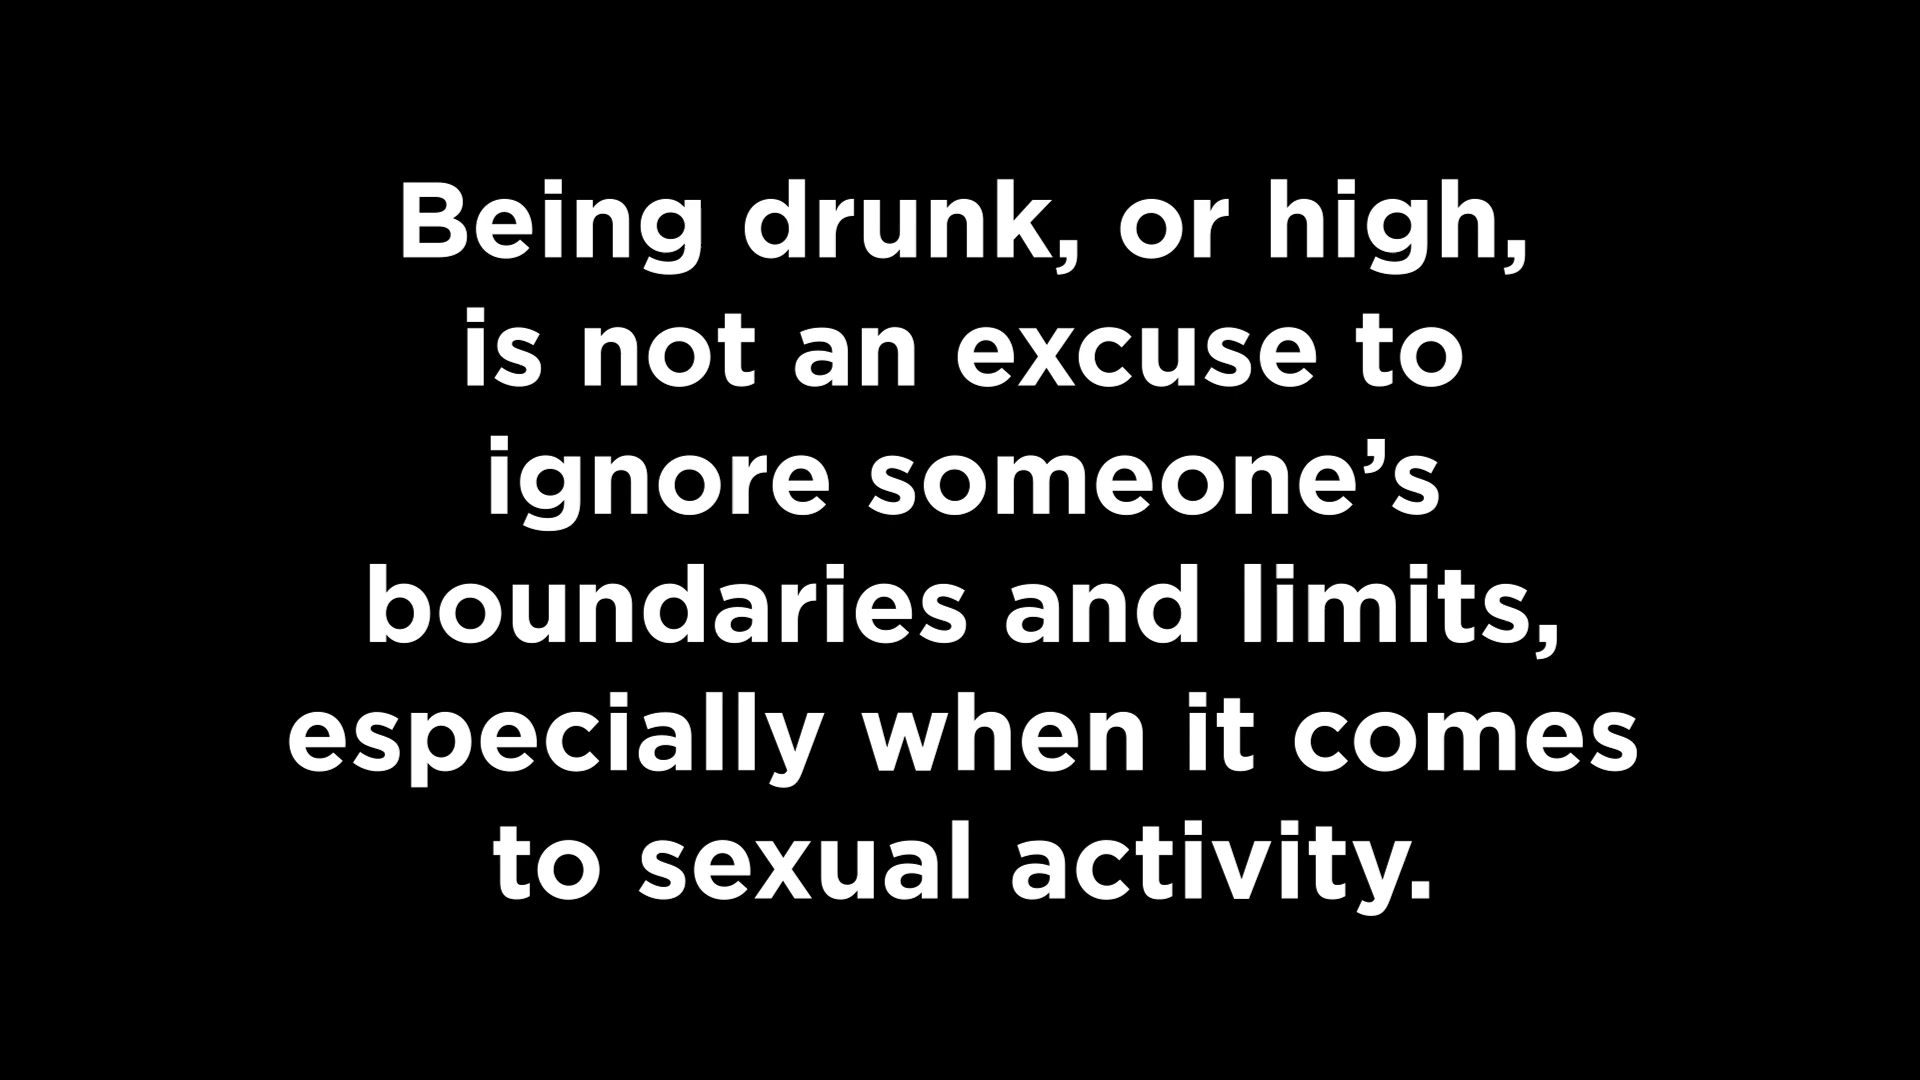 Being drunk, or high,
is not an excuse to
ignore someone’s
boundaries and limits,
especially when it comes
to sexual activity.